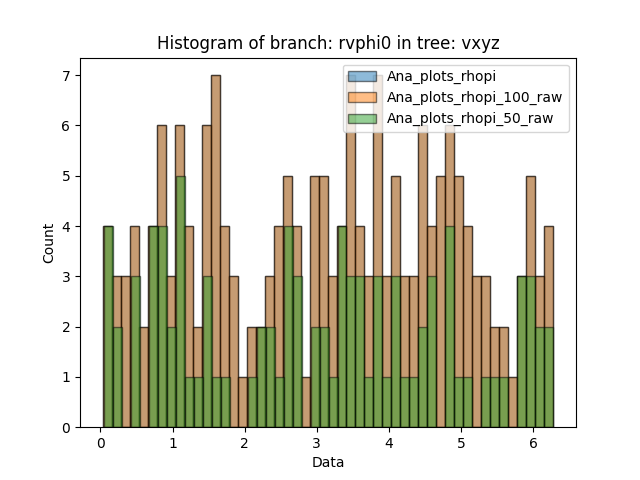 Histogram of branch: rvphi0 in tree: vxyz
Ana_plots_rhopi
Ana_plots_rhopi_100_raw
Ana_plots_rhopi_50_raw
Count
7
6
5
4
3
2
1
0
0 1 2 3 4 5 6
Data